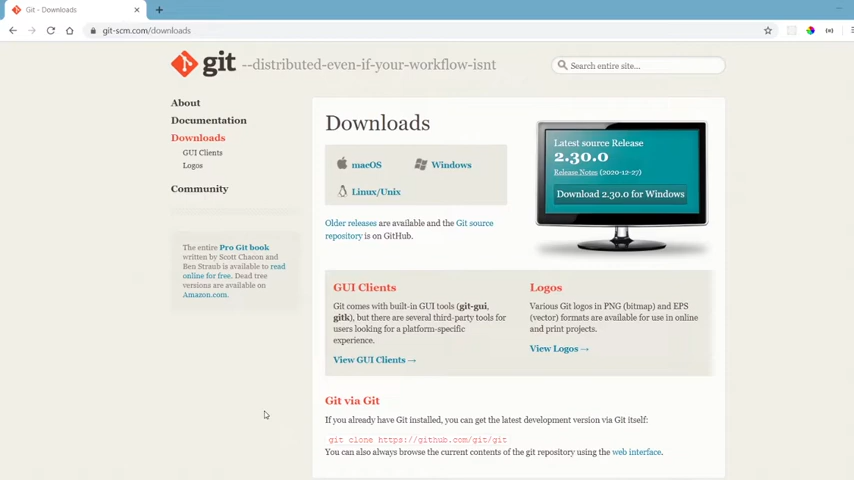 Git - Downloads
git-scm.com/downloads
git --distributed-even-if-your-workflow-isnt
Search entire site...
About
Documentation
Downloads
GUI Clients
Logos
Community
The entire Pro Git book
written by Scott Chacon and
Ben Straub is available to read
online for free. Dead tree
versions are available on
Amazon.com.
Downloads
macOS
Windows
Linux/Unix
Older releases are available and the Git source
repository is on GitHub.
Latest source Release
2.30.0
Release Notes (2020-12-27)
Download 2.30.0 for Windows
GUI Clients
Git comes with built-in GUI tools (git-gui,
gitk), but there are several third-party tools for
users looking for a platform-specific
experience.
View GUI Clients →
Logos
Various Git logos in PNG (bitmap) and EPS
(vector) formats are available for use in online
and print projects.
View Logos →
Git via Git
If you already have Git installed, you can get the latest development version via Git itself:
git clone https://github.com/git/git
You can also always browse the current contents of the git repository using the web interface.